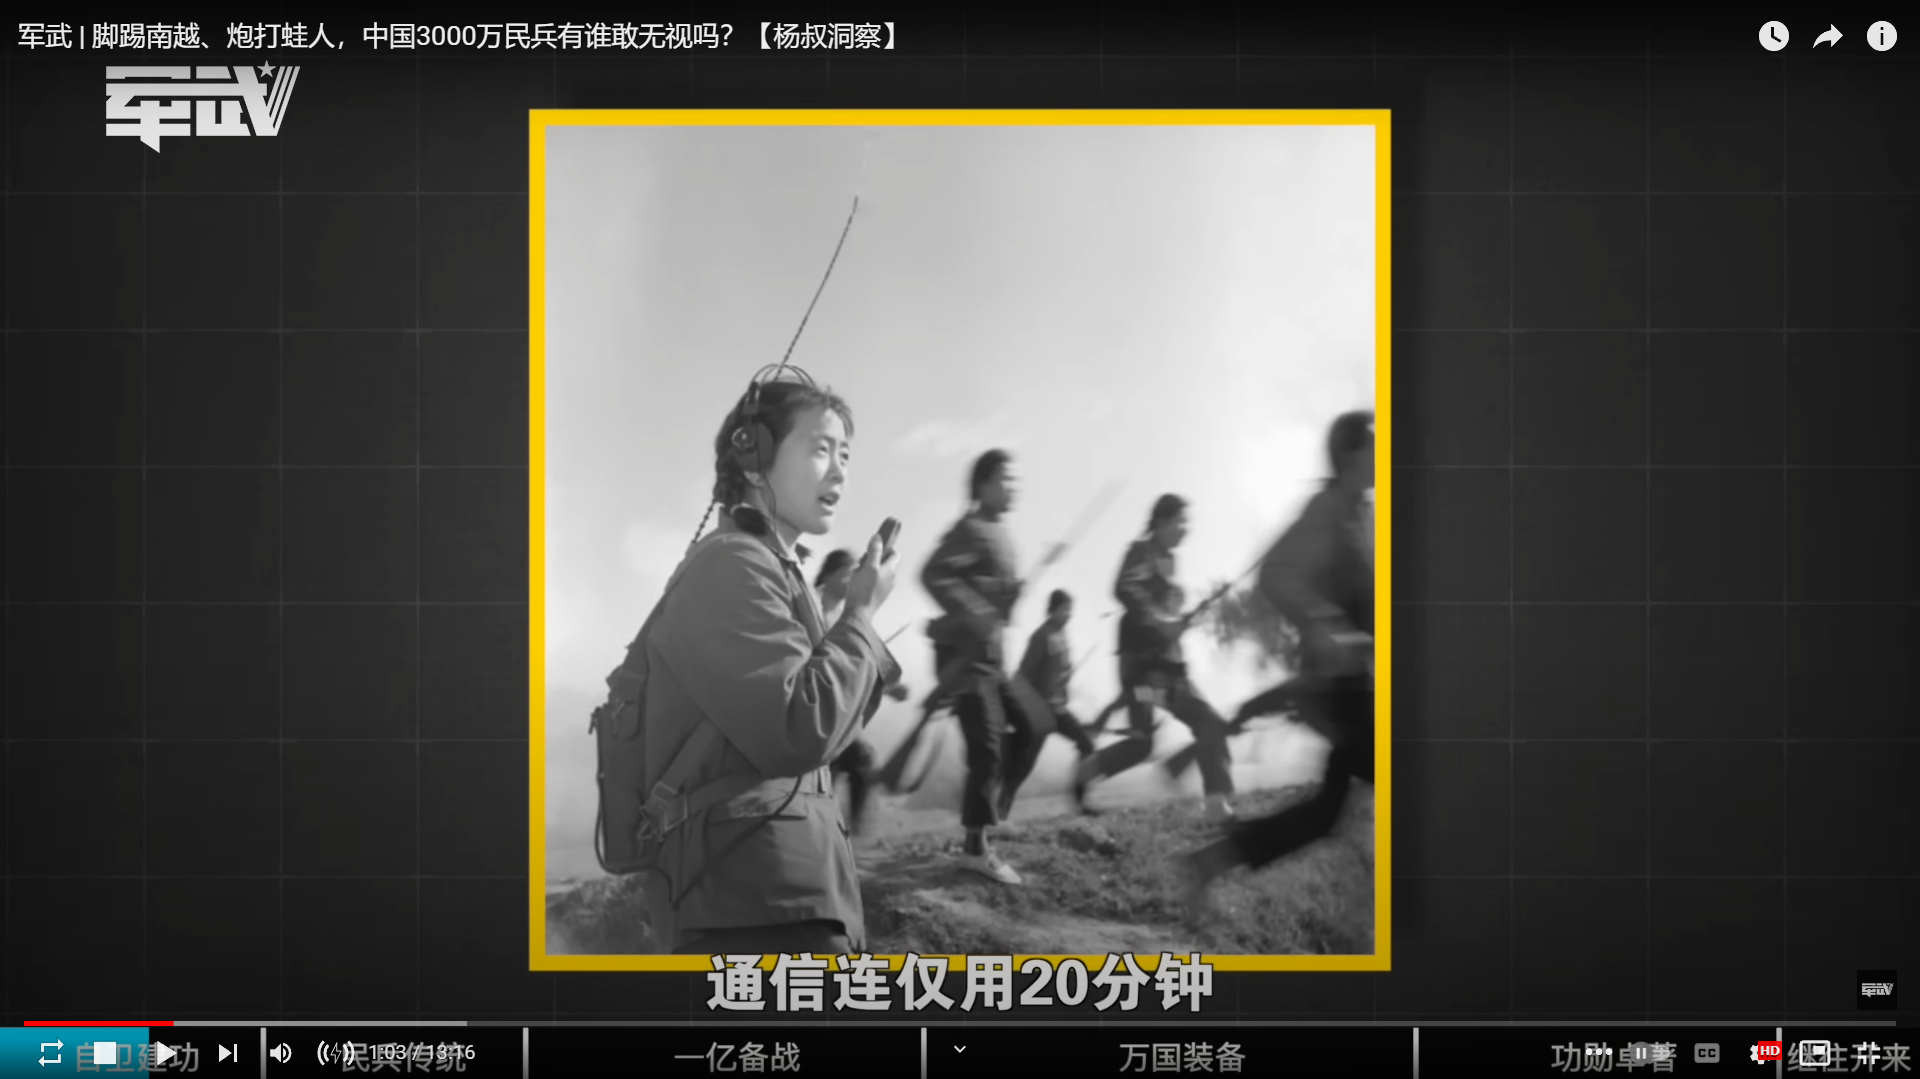 军武 | 脚踢南越、炮打蛙人，中国3000万民兵有谁敢无视吗？【杨叔洞察】
军武
通信连仅用20分钟
军武
自卫建功
民兵传统
1:03 / 13:16
一亿备战
万国装备
功勋卓著
CC
HD
继往开来